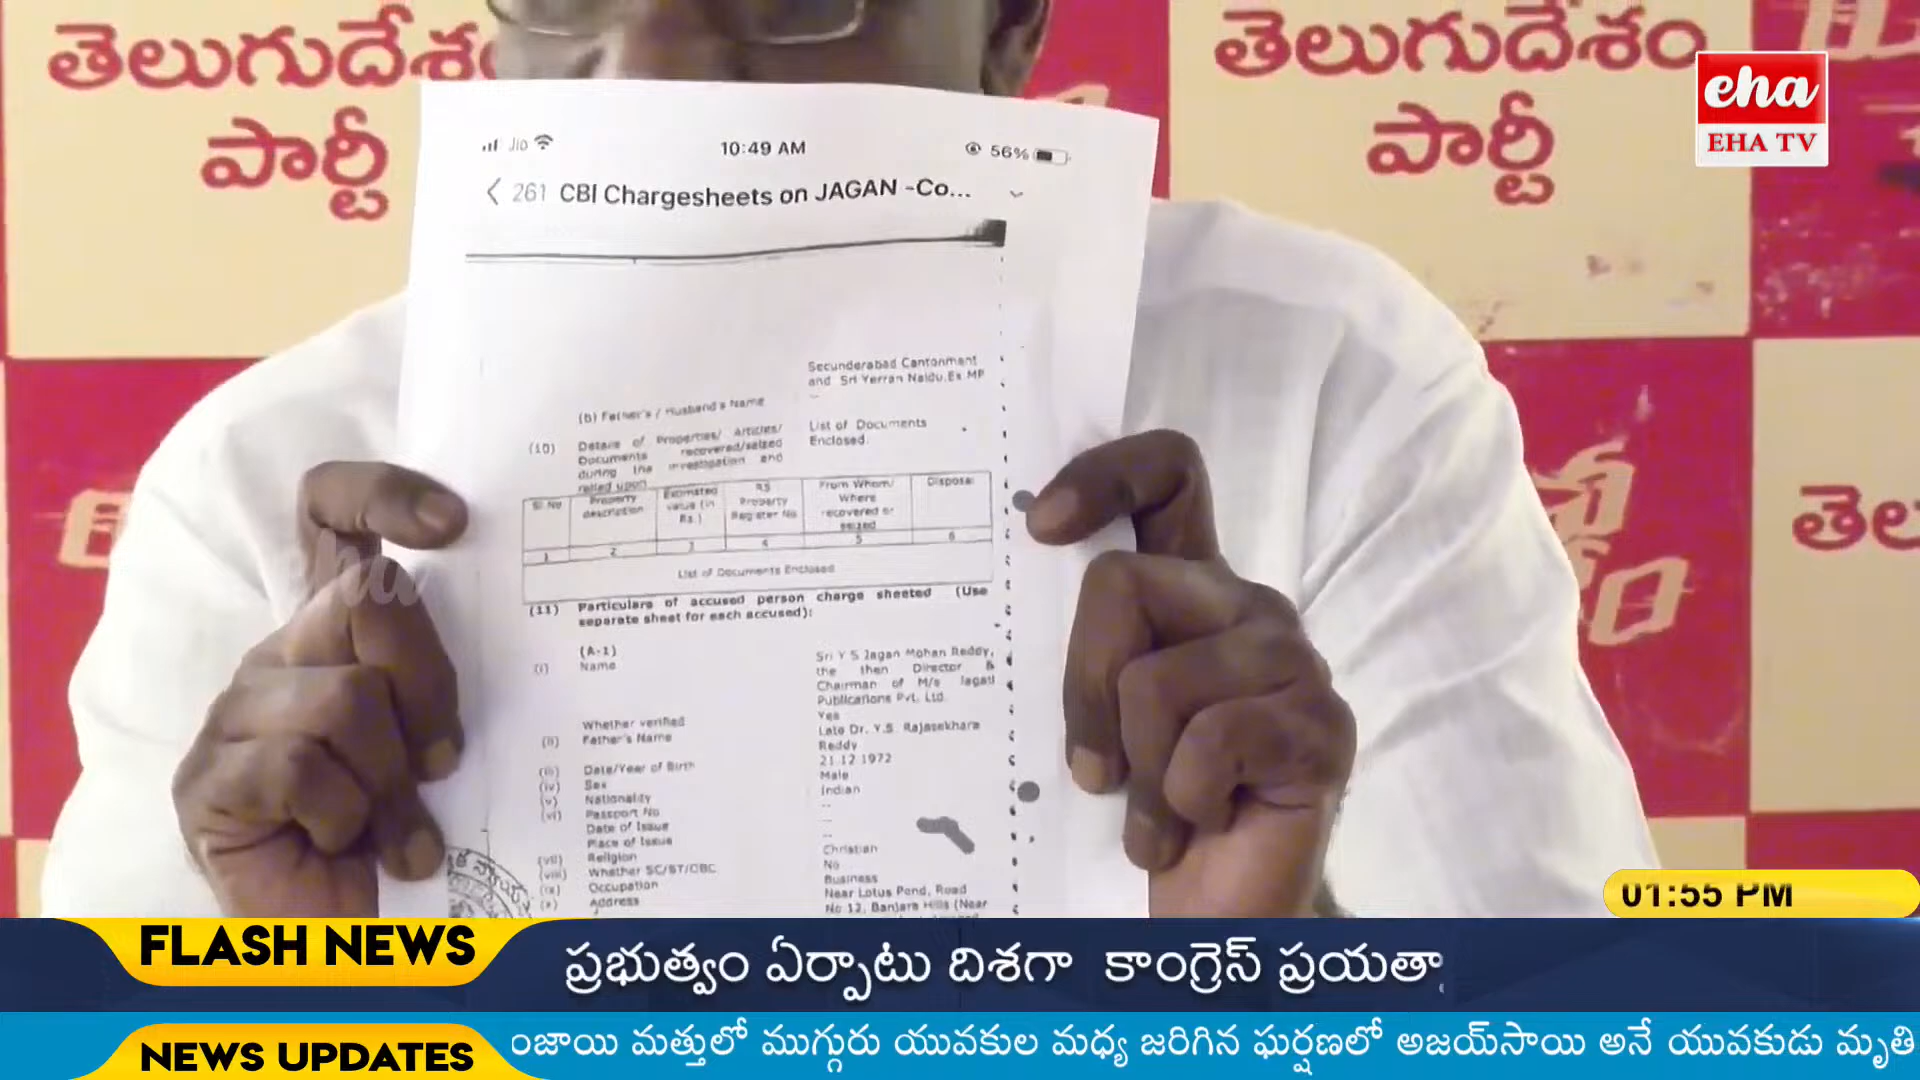 తెలుగుదేశం
పార్టీ
తెలుగుదేశం
పార్టీ
eha
EHA TV
Jio
10:49 AM
56%
261 CBI Chargesheets on JAGAN -Co...
Secunderabad Cantonment
and Sri Yerran Naidu,Ex MP
(b) Father's / Husband's Name
(10) Details of Properties/ Articles/
Documents recovered/seized
during the investigation and
relied upon
List of Documents
Enclosed.
Sl.No
Property
description
Estimated
value (in
Rs.)
Property
Register No
From Whom/
Where
recovered or
seized
Disposal
1 2 3 4 5 6
List of Documents Enclosed
(11) Particulars of accused person charge sheeted (Use
separate sheet for each accused):
(A-1)
(i) Name
Sri Y S Jagan Mohan Reddy,
the then Director &
Chairman of M/s Jagati
Publications Pvt. Ltd.
Whether verified Yes
(ii) Father's Name Late Dr. Y.S. Rajasekhara
Reddy
(iii) Date/Year of Birth 21.12.1972
(iv) Sex Male
(v) Nationality Indian
(vi) Passport No --
Date of Issue --
Place of Issue --
(vii) Religion Christian
(viii) Whether SC/ST/OBC No
(ix) Occupation Business
(x) Address Near Lotus Pond, Road
No 12, Banjara Hills (Near
eha
తెల
01:55 PM
FLASH NEWS
ప్రభుత్వం ఏర్పాటు దిశగా కాంగ్రెస్ ప్రయతా
NEWS UPDATES
ంజాయి మత్తులో ముగ్గురు యువకుల మధ్య జరిగిన ఘర్షణలో అజయ్‌సాయి అనే యువకుడు మృతి